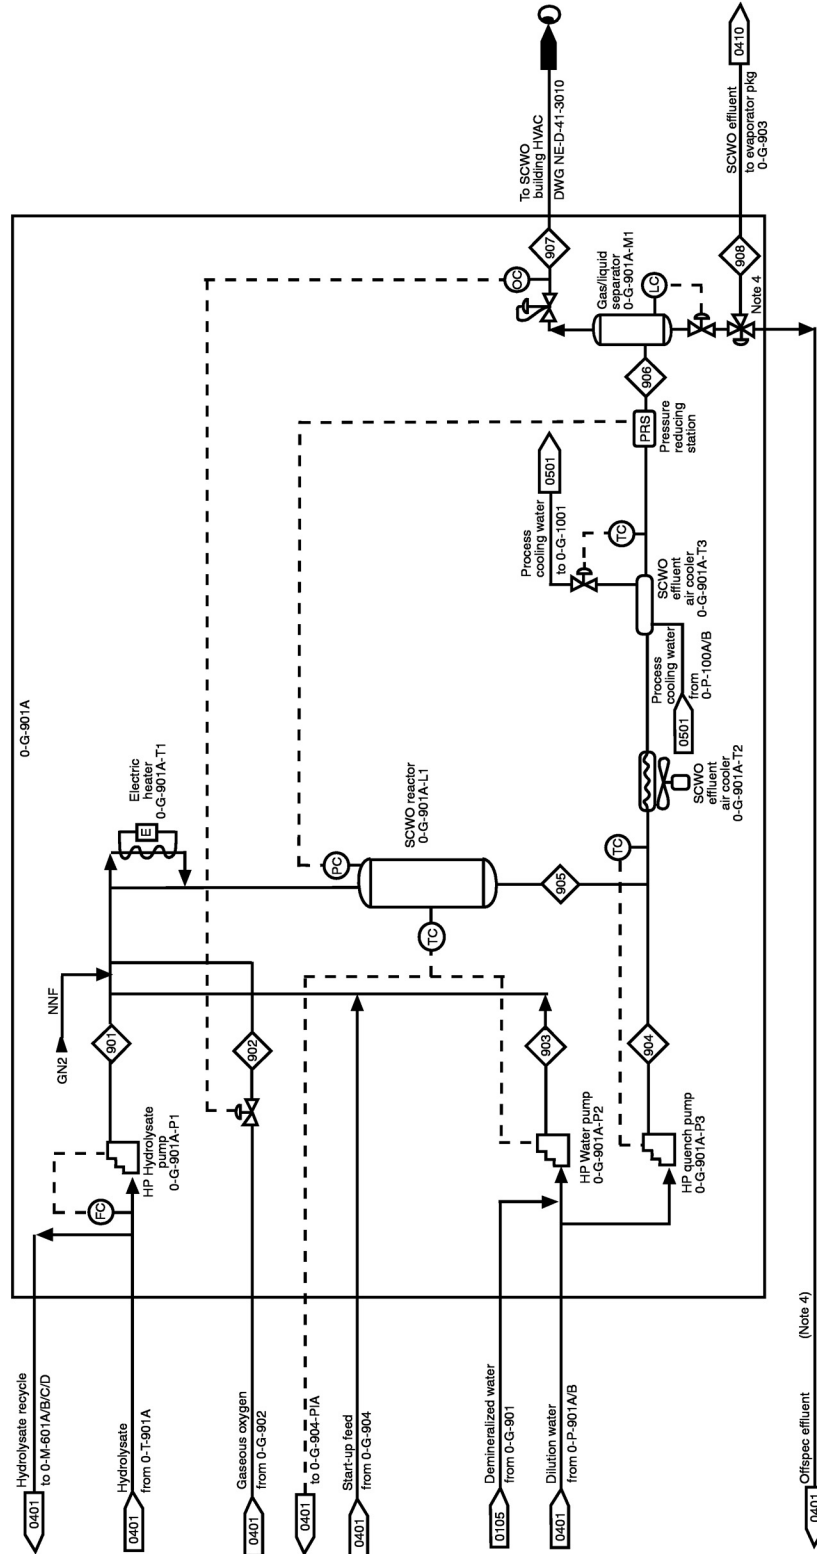 0-G-901A
Hydrolysate recycle
to 0-M-601A/B/C/D
0401
Hydrolysate
from 0-T-901A
0401
FC
HP Hydrolysate
pump
0-G-901A-P1
901
GN2
NNF
Electric
heater
0-G-901A-T1
E
Gaseous oxygen
from 0-G-902
0401
902
to 0-G-904-PIA
0401
Start-up feed
from 0-G-904
0401
PC
SCWO reactor
0-G-901A-L1
TC
905
Demineralized water
from 0-G-901
0105
Dilution water
from 0-P-901A/B
0401
HP Water pump
0-G-901A-P2
903
HP quench pump
0-G-901A-P3
904
TC
SCWO
effluent
air cooler
0-G-901A-T2
Process
cooling water
from
0-P-100A/B
0501
SCWO
effluent
air cooler
0-G-901A-T3
Process
cooling water
to 0-G-1001
0501
TC
PRS
Pressure
reducing
station
906
Gas/liquid
separator
0-G-901A-M1
LC
OC
907
To SCWO
building HVAC
DWG NE-D-41-3010
908
Note 4
SCWO effluent
to evaporator pkg
0-G-903
0410
Offspec effluent
(Note 4)
0401